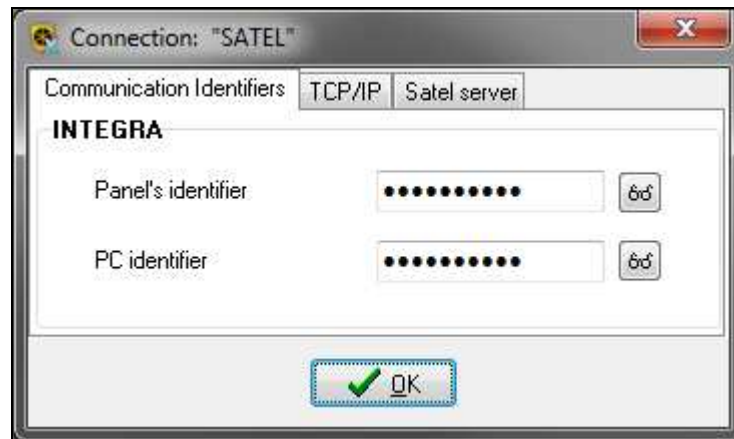 Connection: "SATEL"
Communication Identifiers TCP/IP Satel server
INTEGRA
Panel's identifier ●●●●●●●●●●
PC identifier ●●●●●●●●●●
OK